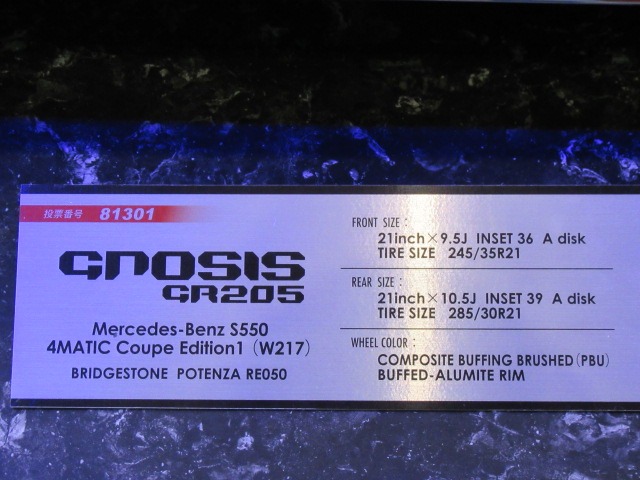 投票番号 81301
GNOSIS
GR205
Mercedes-Benz S550
4MATIC Coupe Edition1 (W217)
BRIDGESTONE POTENZA RE050
FRONT SIZE:
21inch×9.5J INSET 36 A disk
TIRE SIZE 245/35R21
REAR SIZE:
21inch×10.5J INSET 39 A disk
TIRE SIZE 285/30R21
WHEEL COLOR:
COMPOSITE BUFFING BRUSHED(PBU)
BUFFED-ALUMITE RIM